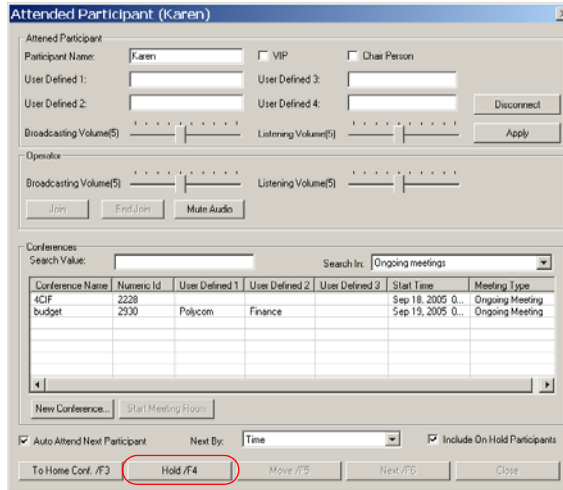 Attended Participant (Karen)
Attened Participant
Participant Name: Karen VIP Chair Person
User Defined 1: User Defined 3:
User Defined 2: User Defined 4: Disconnect
Broadcasting Volume(5) Listening Volume(5) Apply
Operator
Broadcasting Volume(5) Listening Volume(5)
Join End Join Mute Audio
Conferences
Search Value: Search In: Ongoing meetings
Conference Name Numeric Id User Defined 1 User Defined 2 User Defined 3 Start Time Meeting Type
4CIF 2228 Sep 18, 2005 0... Ongoing Meeting
budget 2930 Polycom Finance Sep 19, 2005 0... Ongoing Meeting
New Conference... Start Meeting Room
Auto Attend Next Participant Next By: Time Include On Hold Participants
To Home Conf. /F3 Hold /F4 Move /F5 Next /F6 Close